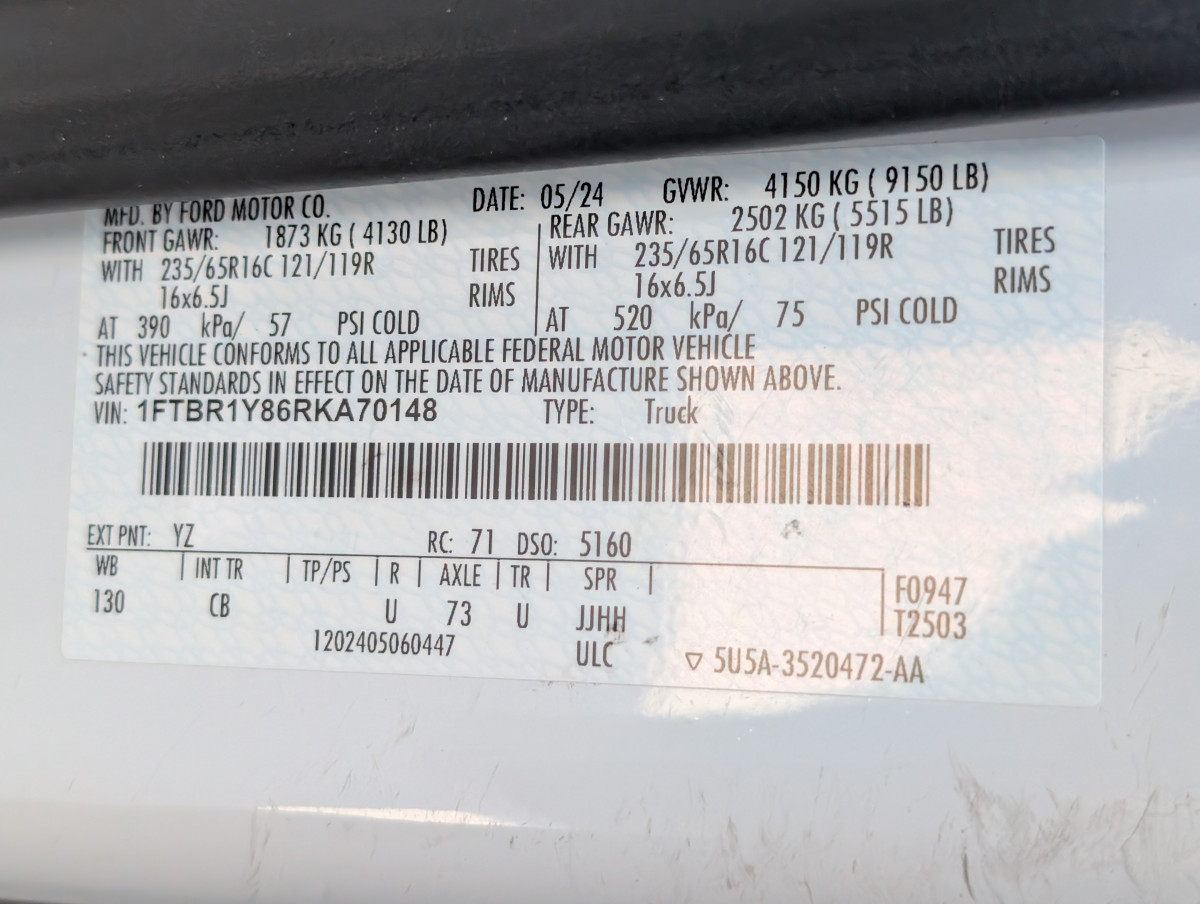 MFD. BY FORD MOTOR CO. DATE: 05/24 GVWR: 4150 KG ( 9150 LB)
FRONT GAWR: 1873 KG ( 4130 LB) REAR GAWR: 2502 KG ( 5515 LB)
WITH 235/65R16C 121/119R TIRES WITH 235/65R16C 121/119R TIRES
16x6.5J RIMS 16x6.5J RIMS
AT 390 kPa/ 57 PSI COLD AT 520 kPa/ 75 PSI COLD
THIS VEHICLE CONFORMS TO ALL APPLICABLE FEDERAL MOTOR VEHICLE
SAFETY STANDARDS IN EFFECT ON THE DATE OF MANUFACTURE SHOWN ABOVE.
VIN: 1FTBR1Y86RKA70148 TYPE: Truck
EXT PNT: YZ RC: 71 DSO: 5160
WB INT TR TP/PS R AXLE TR SPR F0947
130 CB U 73 U JJHH T2503
1202405060447 ULC ▽ 5U5A-3520472-AA